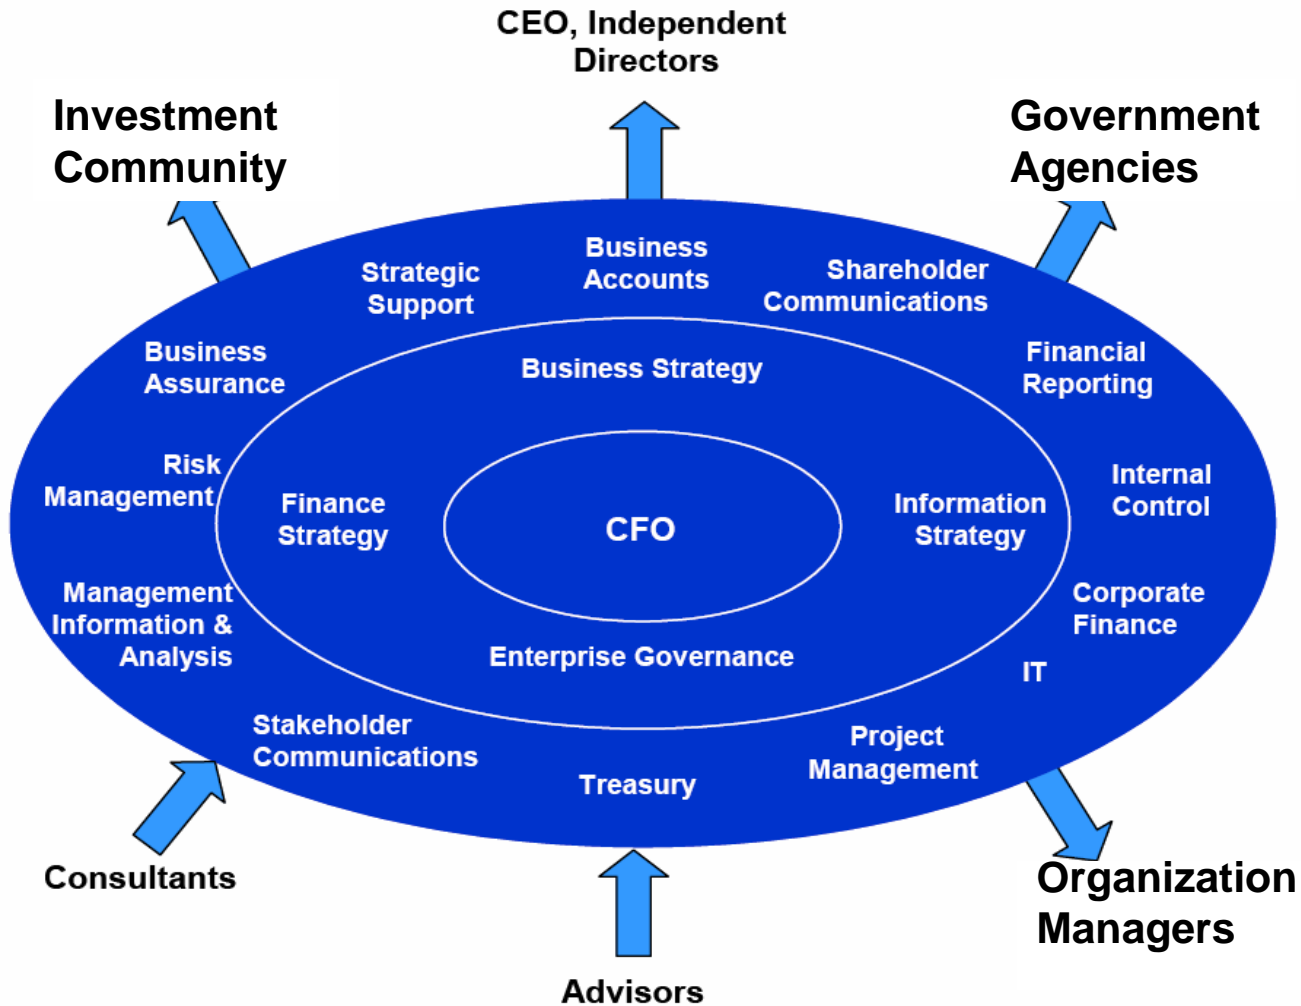 CEO, Independent
Directors
Investment
Community
Government
Agencies
Strategic
Support
Business
Accounts
Shareholder
Communications
Business
Assurance
Business Strategy
Financial
Reporting
Risk
Management
Finance
Strategy
CFO
Information
Strategy
Internal
Control
Management
Information &
Analysis
Enterprise Governance
Corporate
Finance
IT
Stakeholder
Communications
Treasury
Project
Management
Consultants
Advisors
Organization
Managers